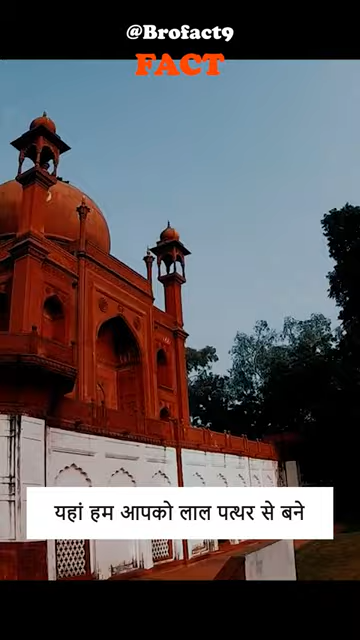 @Brofact9
FACT
यहां हम आपको लाल पत्थर से बने